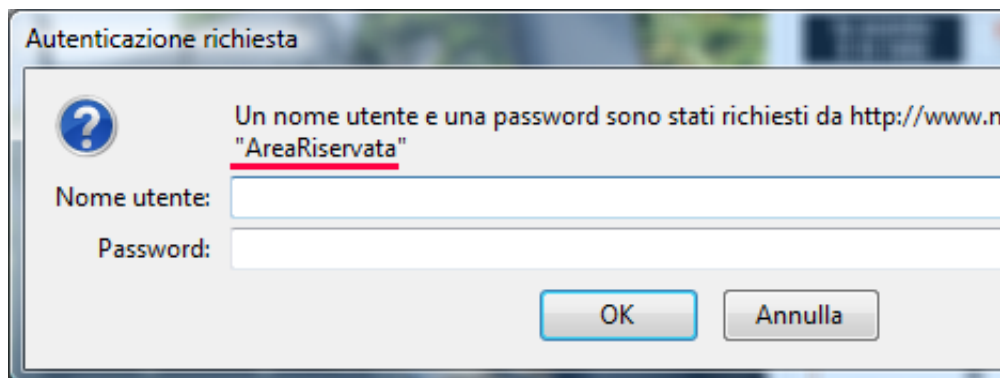 Autenticazione richiesta
Un nome utente e una password sono stati richiesti da http://www.n
"AreaRiservata"
Nome utente:
Password:
OK Annulla